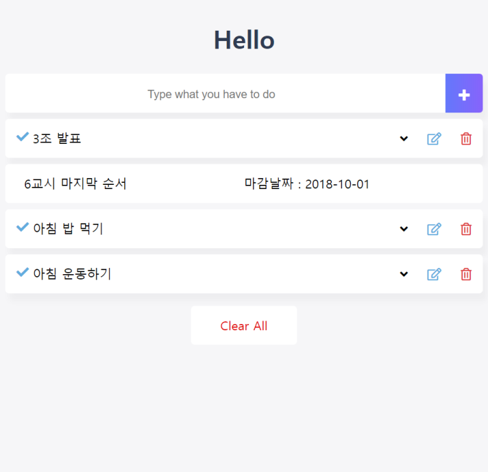 Hello
Type what you have to do
3조 발표
6교시 마지막 순서 마감날짜 : 2018-10-01
아침 밥 먹기
아침 운동하기
Clear All